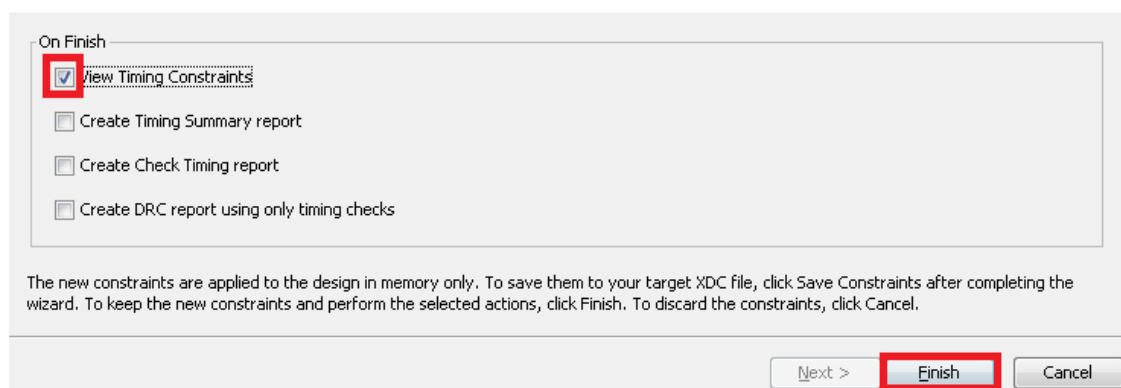 On Finish
View Timing Constraints
Create Timing Summary report
Create Check Timing report
Create DRC report using only timing checks
The new constraints are applied to the design in memory only. To save them to your target XDC file, click Save Constraints after completing the
wizard. To keep the new constraints and perform the selected actions, click Finish. To discard the constraints, click Cancel.
Next > Finish Cancel